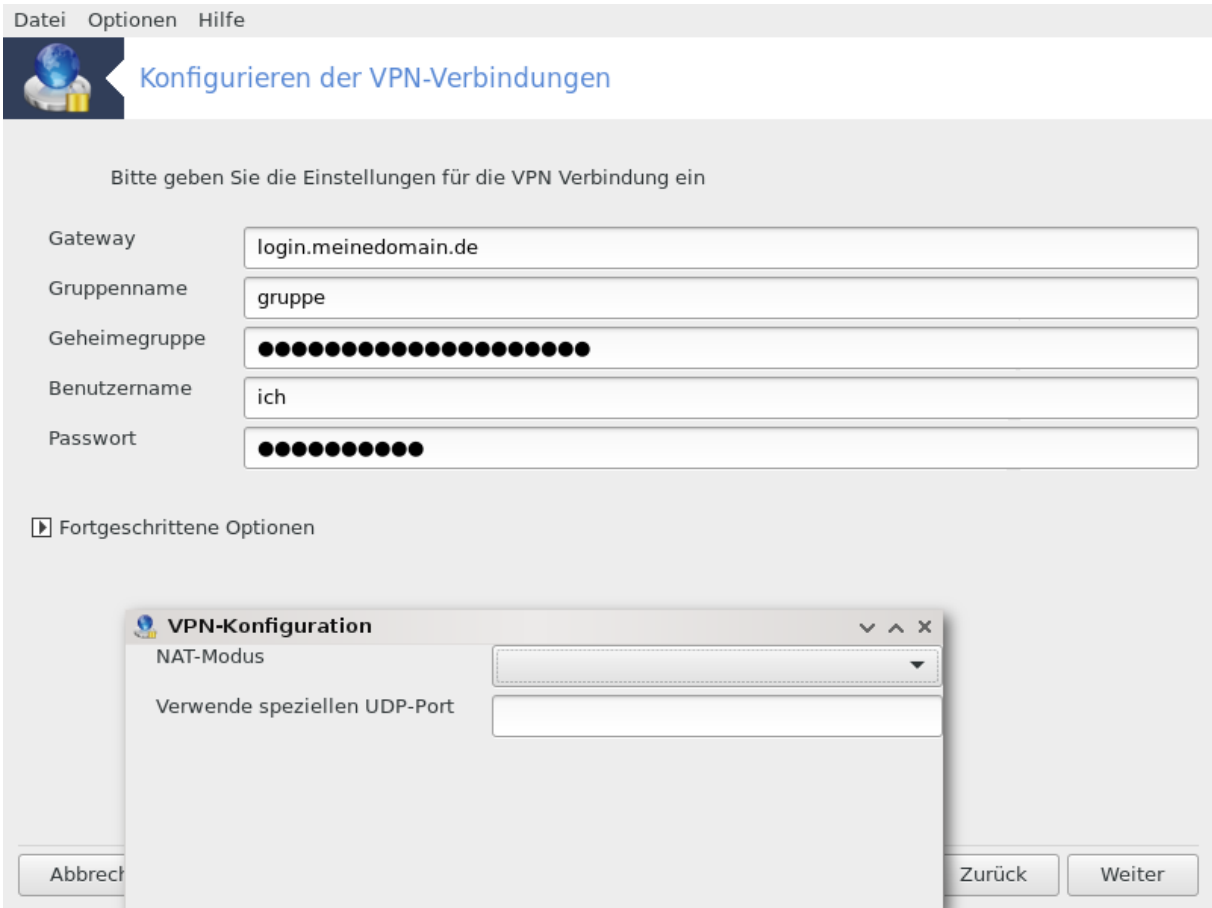 Datei Optionen Hilfe
Konfigurieren der VPN-Verbindungen
Bitte geben Sie die Einstellungen für die VPN Verbindung ein
Gateway login.meinedomain.de
Gruppenname gruppe
Geheimegruppe ●●●●●●●●●●●●●●●●●●●●
Benutzername ich
Passwort ●●●●●●●●●●
Fortgeschrittene Optionen
VPN-Konfiguration
NAT-Modus
Verwende speziellen UDP-Port
Abbrech Zurück Weiter